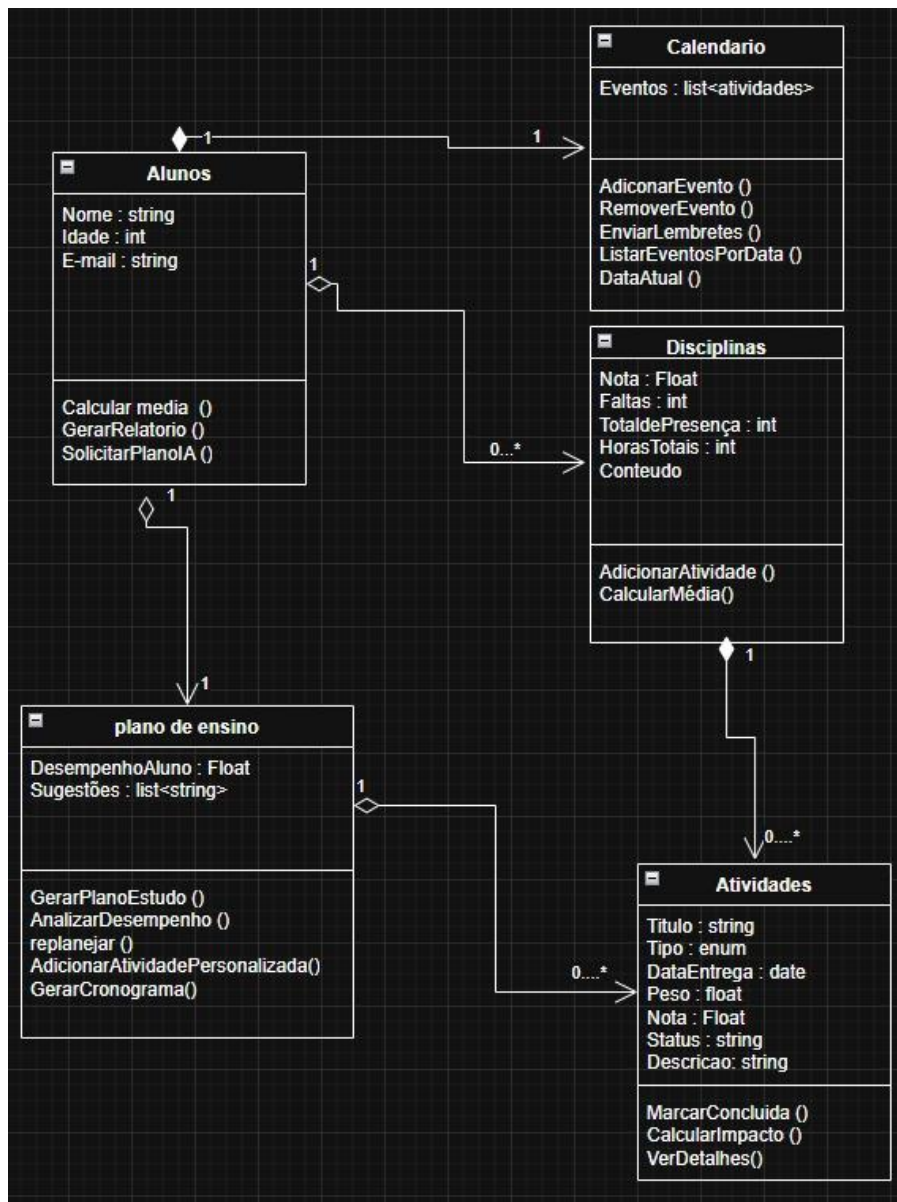 Calendario
Eventos : list<atividades>
AdiconarEvento ()
RemoverEvento ()
EnviarLembretes ()
ListarEventosPorData ()
DataAtual ()
1
1
Alunos
Nome : string
Idade : int
E-mail : string
Calcular media  ()
GerarRelatorio ()
SolicitarPlanoIA ()
1
0...*
Disciplinas
Nota : Float
Faltas : int
TotaldePresença : int
HorasTotais : int
Conteudo
AdicionarAtividade ()
CalcularMédia()
1
1
1
0....*
plano de ensino
DesempenhoAluno : Float
Sugestões : list<string>
GerarPlanoEstudo ()
AnalizarDesempenho ()
replanejar ()
AdicionarAtividadePersonalizada()
GerarCronograma()
1
0....*
Atividades
Titulo : string
Tipo : enum
DataEntrega : date
Peso : float
Nota : Float
Status : string
Descricao: string
MarcarConcluida ()
CalcularImpacto ()
VerDetalhes()